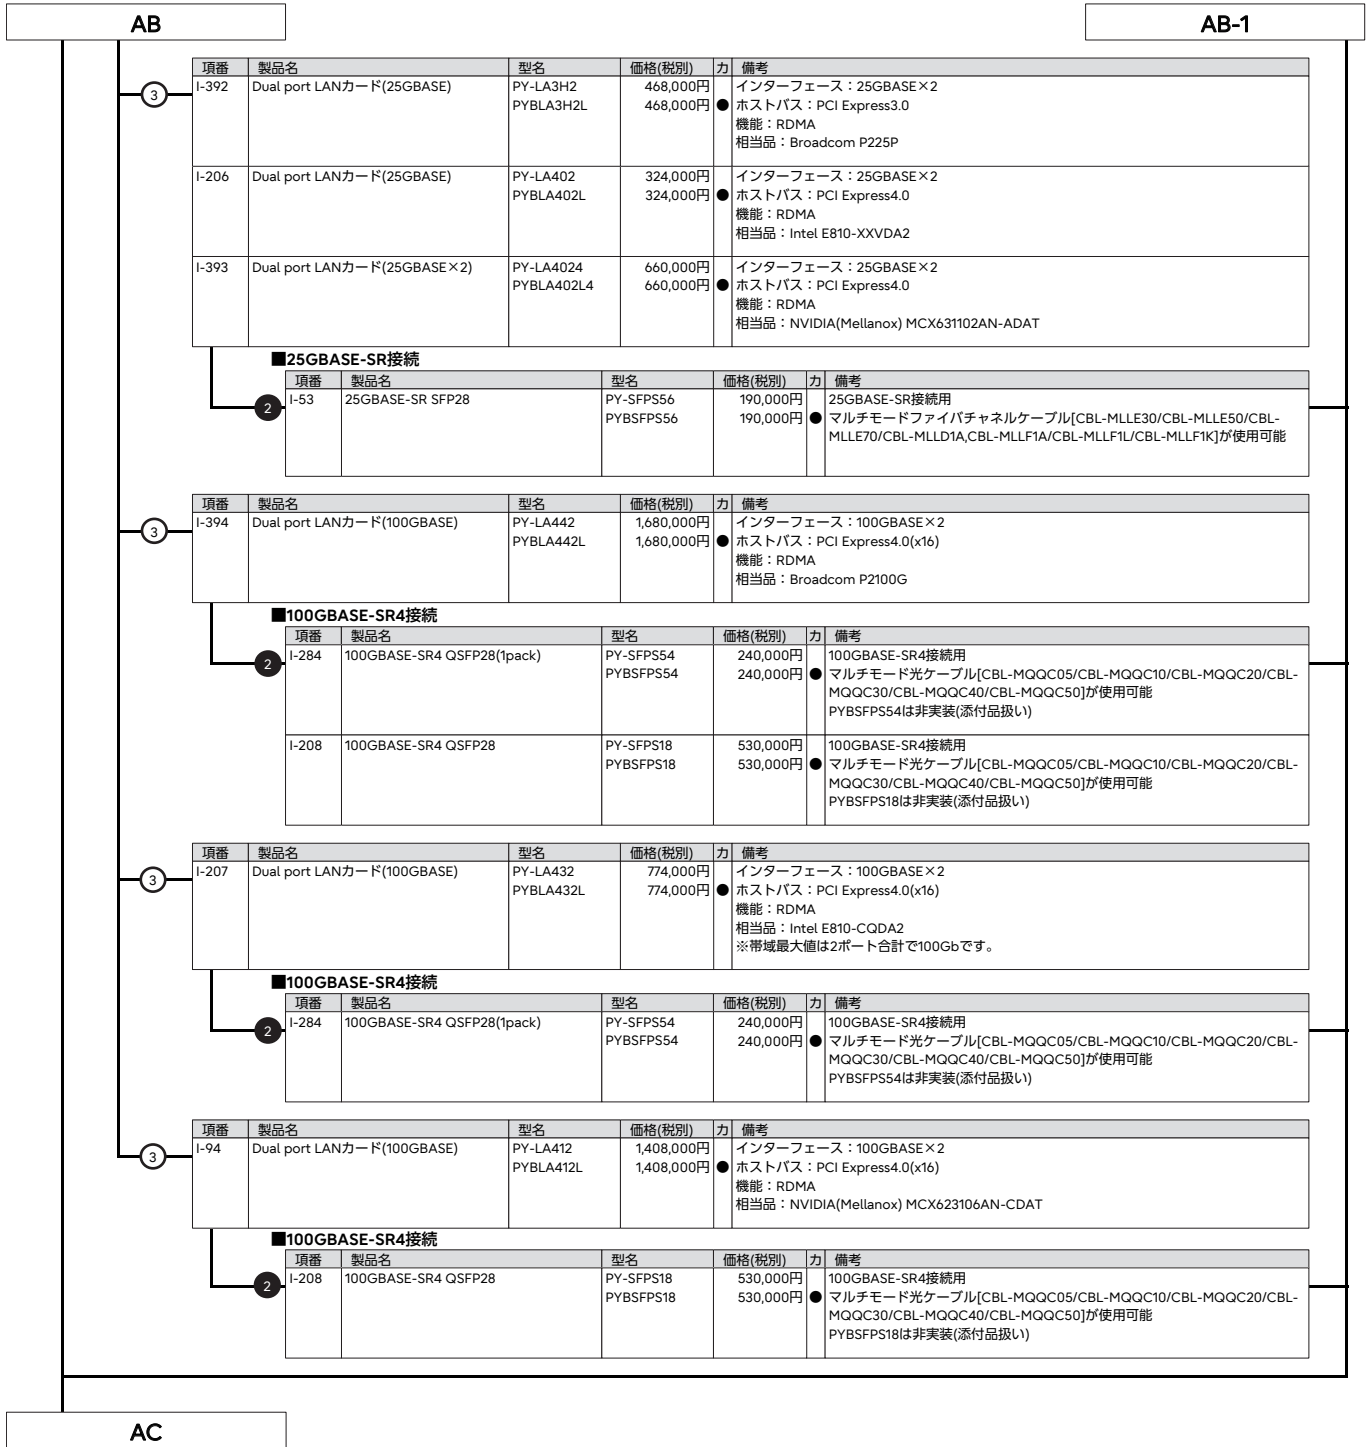 AB
AB-1
項番 製品名 型名 価格(税別) カ 備考
3
I-392 Dual port LANカード(25GBASE) PY-LA3H2 468,000円 インターフェース：25GBASE×2
PYBLA3H2L 468,000円 ● ホストバス：PCI Express3.0
機能：RDMA
相当品：Broadcom P225P
I-206 Dual port LANカード(25GBASE) PY-LA402 324,000円 インターフェース：25GBASE×2
PYBLA402L 324,000円 ● ホストバス：PCI Express4.0
機能：RDMA
相当品：Intel E810-XXVDA2
I-393 Dual port LANカード(25GBASE×2) PY-LA4024 660,000円 インターフェース：25GBASE×2
PYBLA402L4 660,000円 ● ホストバス：PCI Express4.0
機能：RDMA
相当品：NVIDIA(Mellanox) MCX631102AN-ADAT
■25GBASE-SR接続
項番 製品名 型名 価格(税別) カ 備考
2
I-53 25GBASE-SR SFP28 PY-SFPS56 190,000円 25GBASE-SR接続用
PYBSFPS56 190,000円 ● マルチモードファイバチャネルケーブル[CBL-MLLE30/CBL-MLLE50/CBL-
MLLE70/CBL-MLLD1A,CBL-MLLF1A/CBL-MLLF1L/CBL-MLLF1K]が使用可能
項番 製品名 型名 価格(税別) カ 備考
3
I-394 Dual port LANカード(100GBASE) PY-LA442 1,680,000円 インターフェース：100GBASE×2
PYBLA442L 1,680,000円 ● ホストバス：PCI Express4.0(x16)
機能：RDMA
相当品：Broadcom P2100G
■100GBASE-SR4接続
項番 製品名 型名 価格(税別) カ 備考
2
I-284 100GBASE-SR4 QSFP28(1pack) PY-SFPS54 240,000円 100GBASE-SR4接続用
PYBSFPS54 240,000円 ● マルチモード光ケーブル[CBL-MQQC05/CBL-MQQC10/CBL-MQQC20/CBL-
MQQC30/CBL-MQQC40/CBL-MQQC50]が使用可能
PYBSFPS54は非実装(添付品扱い)
I-208 100GBASE-SR4 QSFP28 PY-SFPS18 530,000円 100GBASE-SR4接続用
PYBSFPS18 530,000円 ● マルチモード光ケーブル[CBL-MQQC05/CBL-MQQC10/CBL-MQQC20/CBL-
MQQC30/CBL-MQQC40/CBL-MQQC50]が使用可能
PYBSFPS18は非実装(添付品扱い)
項番 製品名 型名 価格(税別) カ 備考
3
I-207 Dual port LANカード(100GBASE) PY-LA432 774,000円 インターフェース：100GBASE×2
PYBLA432L 774,000円 ● ホストバス：PCI Express4.0(x16)
機能：RDMA
相当品：Intel E810-CQDA2
※帯域最大値は2ポート合計で100Gbです。
■100GBASE-SR4接続
項番 製品名 型名 価格(税別) カ 備考
2
I-284 100GBASE-SR4 QSFP28(1pack) PY-SFPS54 240,000円 100GBASE-SR4接続用
PYBSFPS54 240,000円 ● マルチモード光ケーブル[CBL-MQQC05/CBL-MQQC10/CBL-MQQC20/CBL-
MQQC30/CBL-MQQC40/CBL-MQQC50]が使用可能
PYBSFPS54は非実装(添付品扱い)
項番 製品名 型名 価格(税別) カ 備考
3
I-94 Dual port LANカード(100GBASE) PY-LA412 1,408,000円 インターフェース：100GBASE×2
PYBLA412L 1,408,000円 ● ホストバス：PCI Express4.0(x16)
機能：RDMA
相当品：NVIDIA(Mellanox) MCX623106AN-CDAT
■100GBASE-SR4接続
項番 製品名 型名 価格(税別) カ 備考
2
I-208 100GBASE-SR4 QSFP28 PY-SFPS18 530,000円 100GBASE-SR4接続用
PYBSFPS18 530,000円 ● マルチモード光ケーブル[CBL-MQQC05/CBL-MQQC10/CBL-MQQC20/CBL-
MQQC30/CBL-MQQC40/CBL-MQQC50]が使用可能
PYBSFPS18は非実装(添付品扱い)
AC